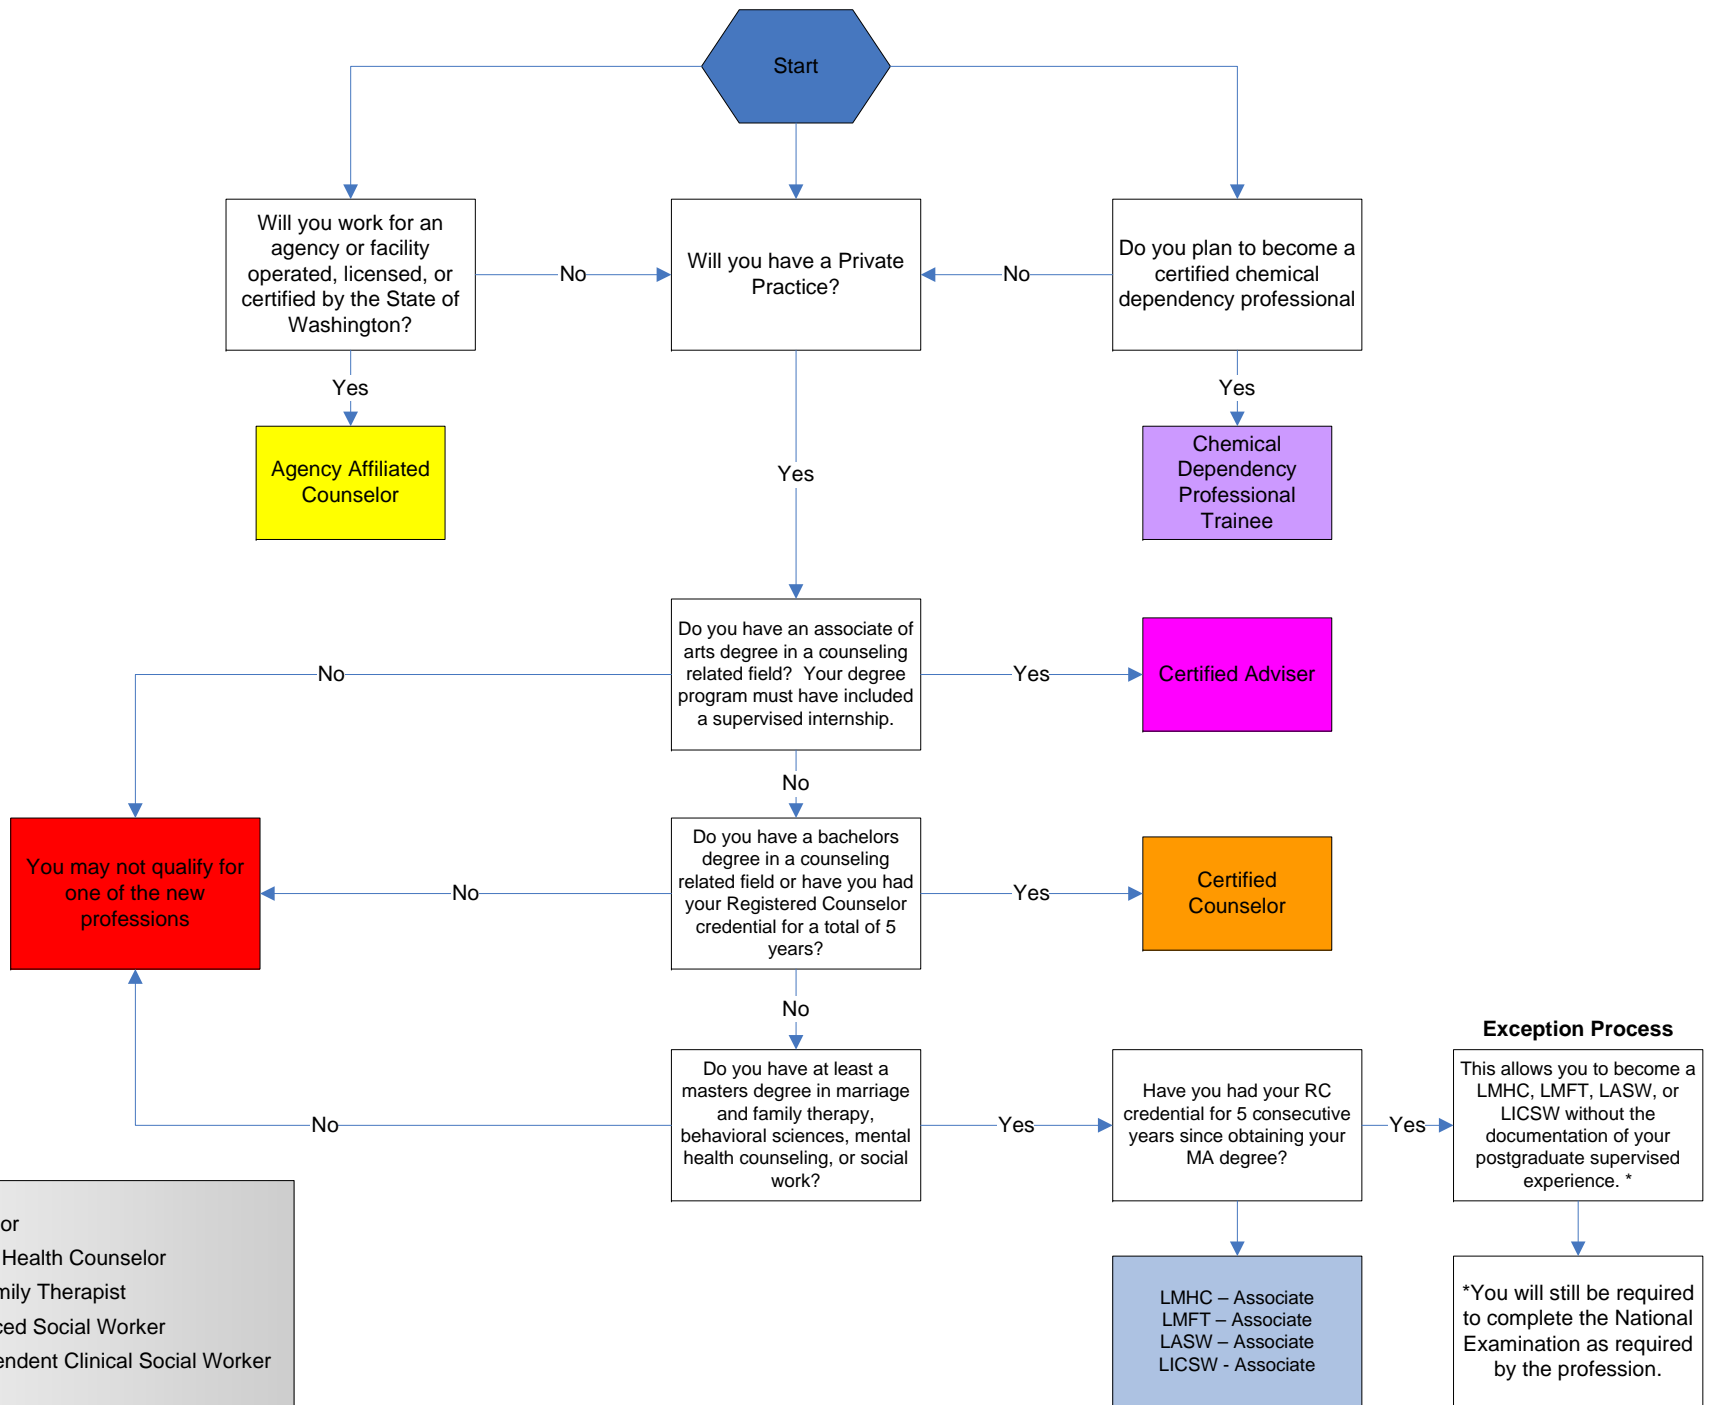 Start
Will you work for an
agency or facility
operated, licensed, or
certified by the State of
Washington?
No
Will you have a Private
Practice?
No
Do you plan to become a
certified chemical
dependency professional
Yes
Yes
Agency Affiliated
Counselor
Yes
Chemical
Dependency
Professional
Trainee
Do you have an associate of
arts degree in a counseling
related field? Your degree
program must have included
a supervised internship.
No
Yes
Certified Adviser
No
You may not qualify for
one of the new
professions
No
Do you have a bachelors
degree in a counseling
related field or have you had
your Registered Counselor
credential for a total of 5
years?
Yes
Certified
Counselor
No
Exception Process
No
Do you have at least a
masters degree in marriage
and family therapy,
behavioral sciences, mental
health counseling, or social
work?
Yes
Have you had your RC
credential for 5 consecutive
years since obtaining your
MA degree?
Yes
This allows you to become a
LMHC, LMFT, LASW, or
LICSW without the
documentation of your
postgraduate supervised
experience. *
or
Health Counselor
mily Therapist
ced Social Worker
endent Clinical Social Worker
LMHC – Associate
LMFT – Associate
LASW – Associate
LICSW - Associate
*You will still be required
to complete the National
Examination as required
by the profession.